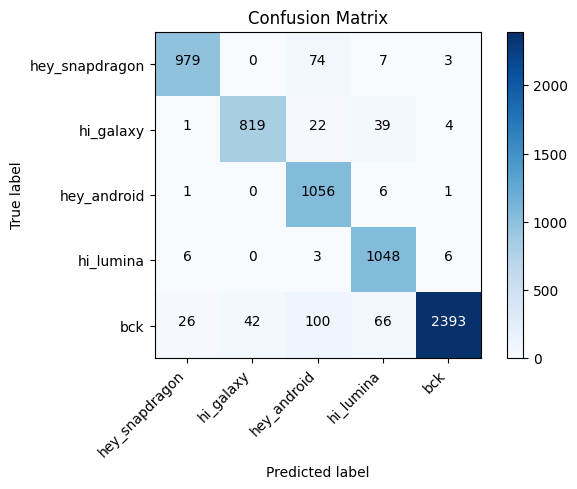 Confusion Matrix
hey_snapdragon 979 0 74 7 3
hi_galaxy 1 819 22 39 4
hey_android 1 0 1056 6 1
hi_lumina 6 0 3 1048 6
bck 26 42 100 66 2393
True label
hey_snapdragon
hi_galaxy
hey_android
hi_lumina
bck
Predicted label
2000
1500
1000
500
0